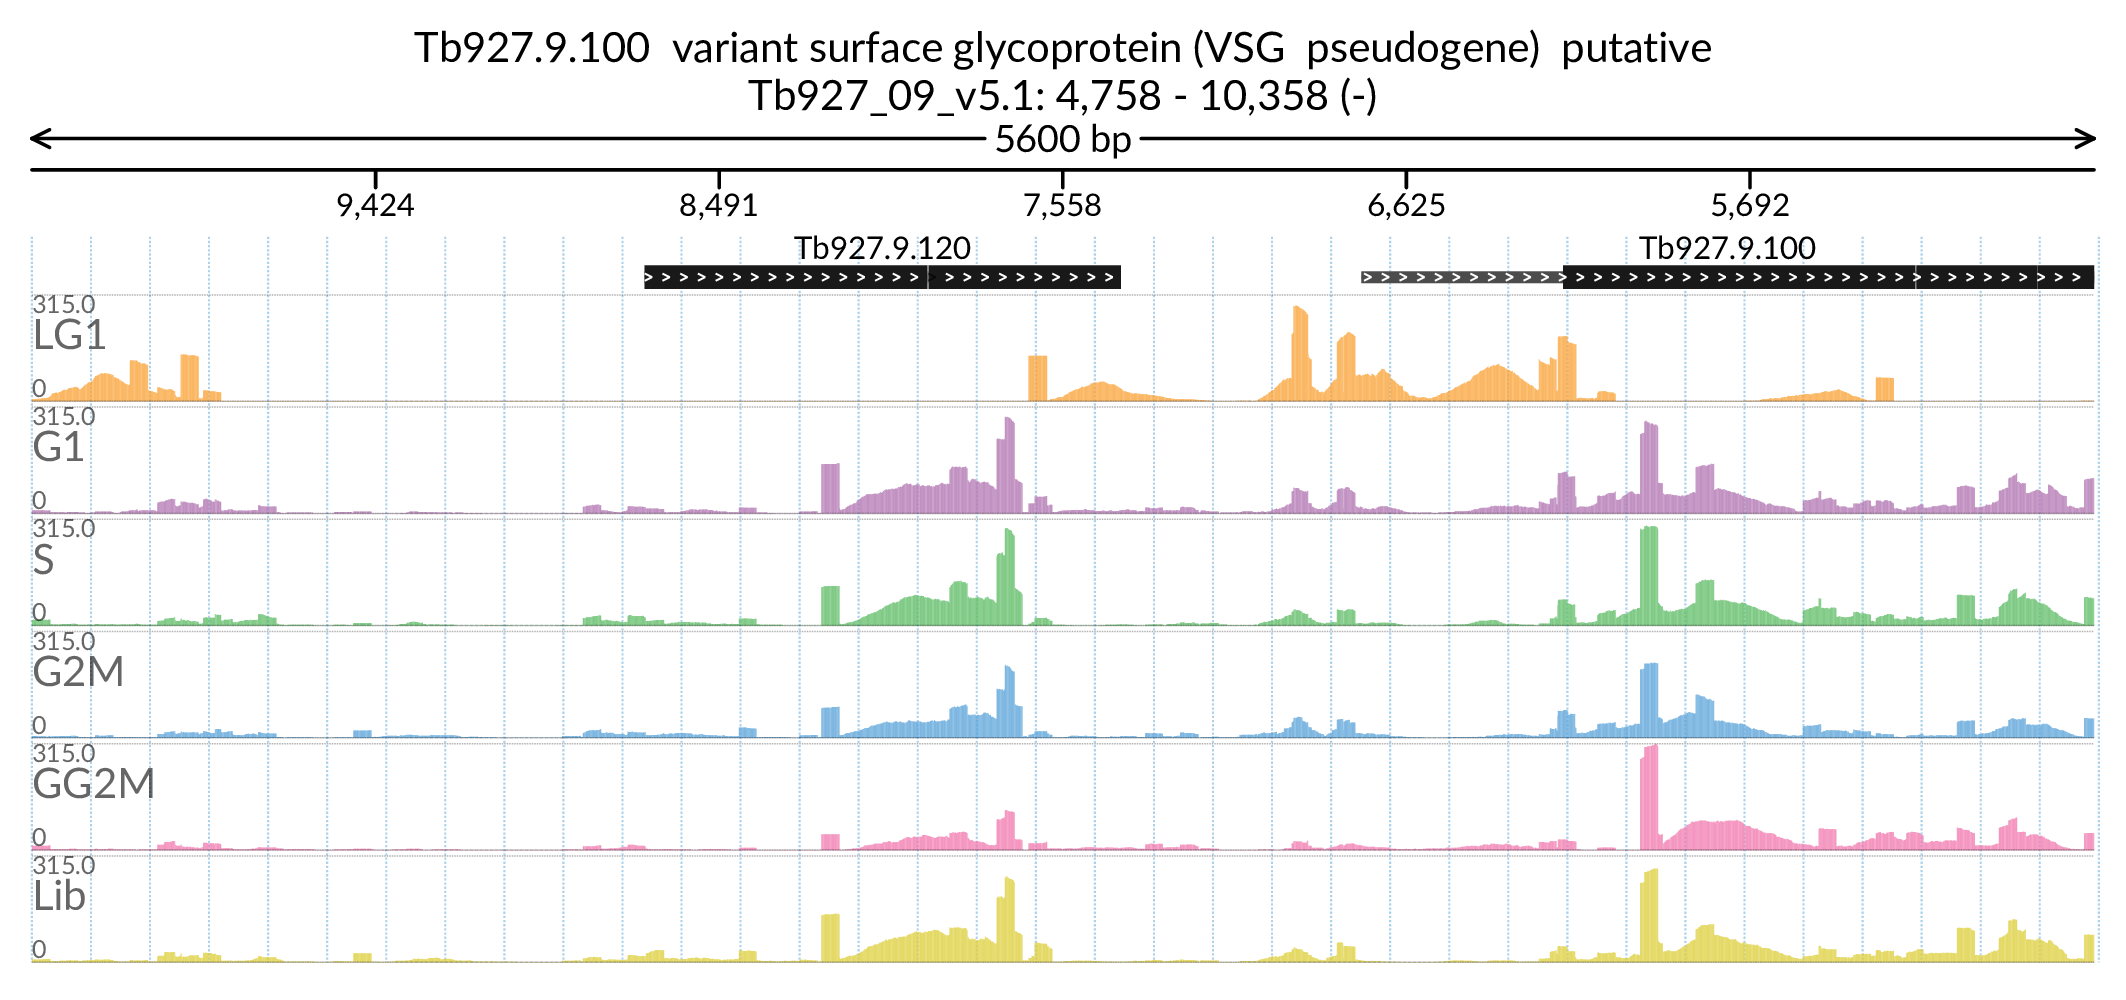 Tb927.9.100 variant surface glycoprotein (VSG pseudogene) putative
Tb927_09_v5.1: 4,758 - 10,358 (-)
5600 bp
9,424 8,491 7,558 6,625 5,692
Tb927.9.120 Tb927.9.100
315.0
LG1
0
315.0
G1
0
315.0
S
0
315.0
G2M
0
315.0
GG2M
0
315.0
Lib
0